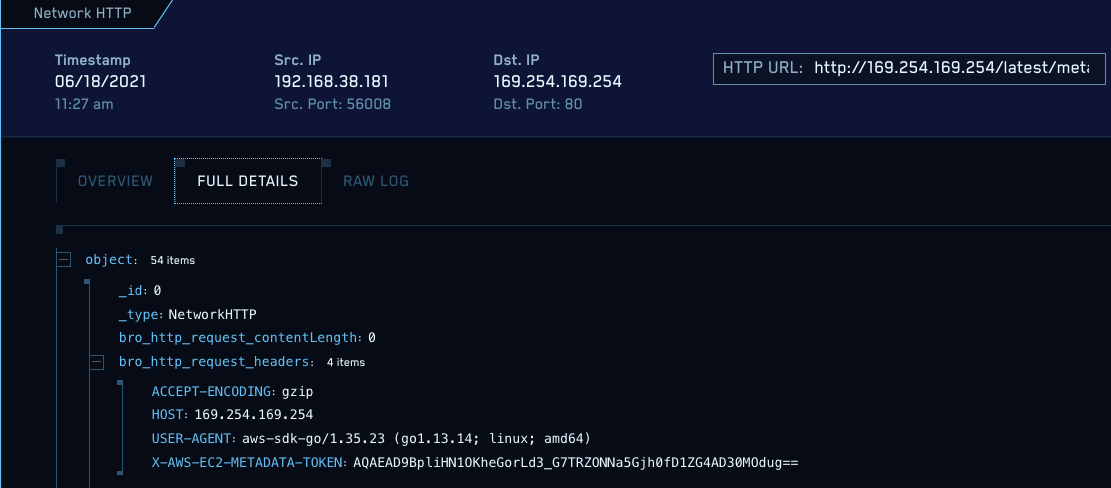 Network HTTP
Timestamp Src. IP Dst. IP
06/18/2021 192.168.38.181 169.254.169.254 HTTP URL: http://169.254.169.254/latest/meta
11:27 am Src. Port: 56008 Dst. Port: 80
OVERVIEW FULL DETAILS RAW LOG
object: 54 items
_id: 0
_type: NetworkHTTP
bro_http_request_contentLength: 0
bro_http_request_headers: 4 items
ACCEPT-ENCODING: gzip
HOST: 169.254.169.254
USER-AGENT: aws-sdk-go/1.35.23 (go1.13.14; linux; amd64)
X-AWS-EC2-METADATA-TOKEN: AQAEAD9BpliHN1OKheGorLd3_G7TRZONNa5Gjh0fD1ZG4AD30MOdug==